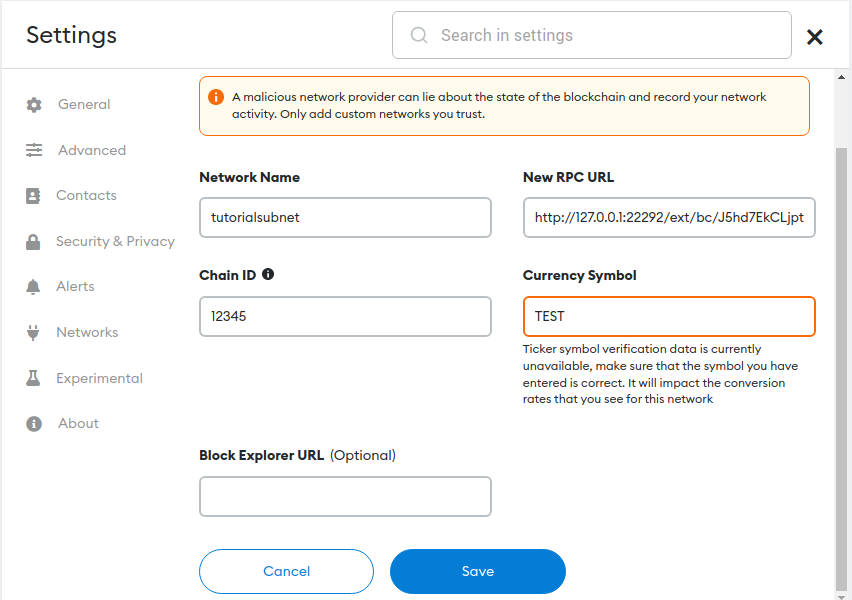 Settings
Search in settings
General
Advanced
Contacts
Security & Privacy
Alerts
Networks
Experimental
About
A malicious network provider can lie about the state of the blockchain and record your network
activity. Only add custom networks you trust.
Network Name
tutorialsubnet
New RPC URL
http://127.0.0.1:22292/ext/bc/J5hd7EkCLjpt
Chain ID
12345
Currency Symbol
TEST
Ticker symbol verification data is currently
unavailable, make sure that the symbol you have
entered is correct. It will impact the conversion
rates that you see for this network
Block Explorer URL (Optional)
Cancel
Save